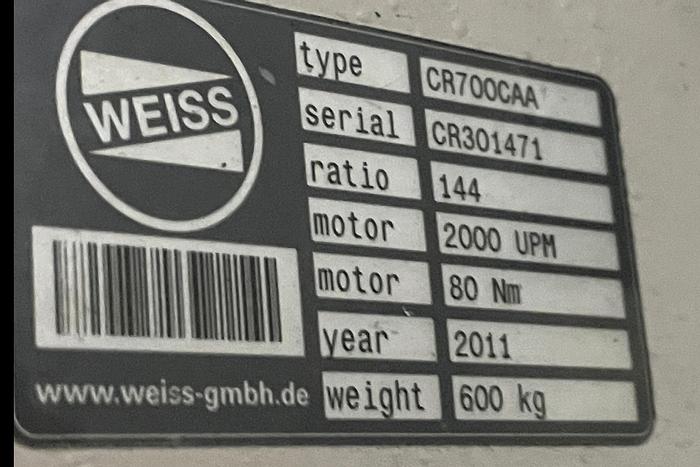 WEISS
type CR700CAA
serial CR301471
ratio 144
motor 2000 UPM
motor 80 Nm
year 2011
weight 600 kg
www.weiss-gmbh.de